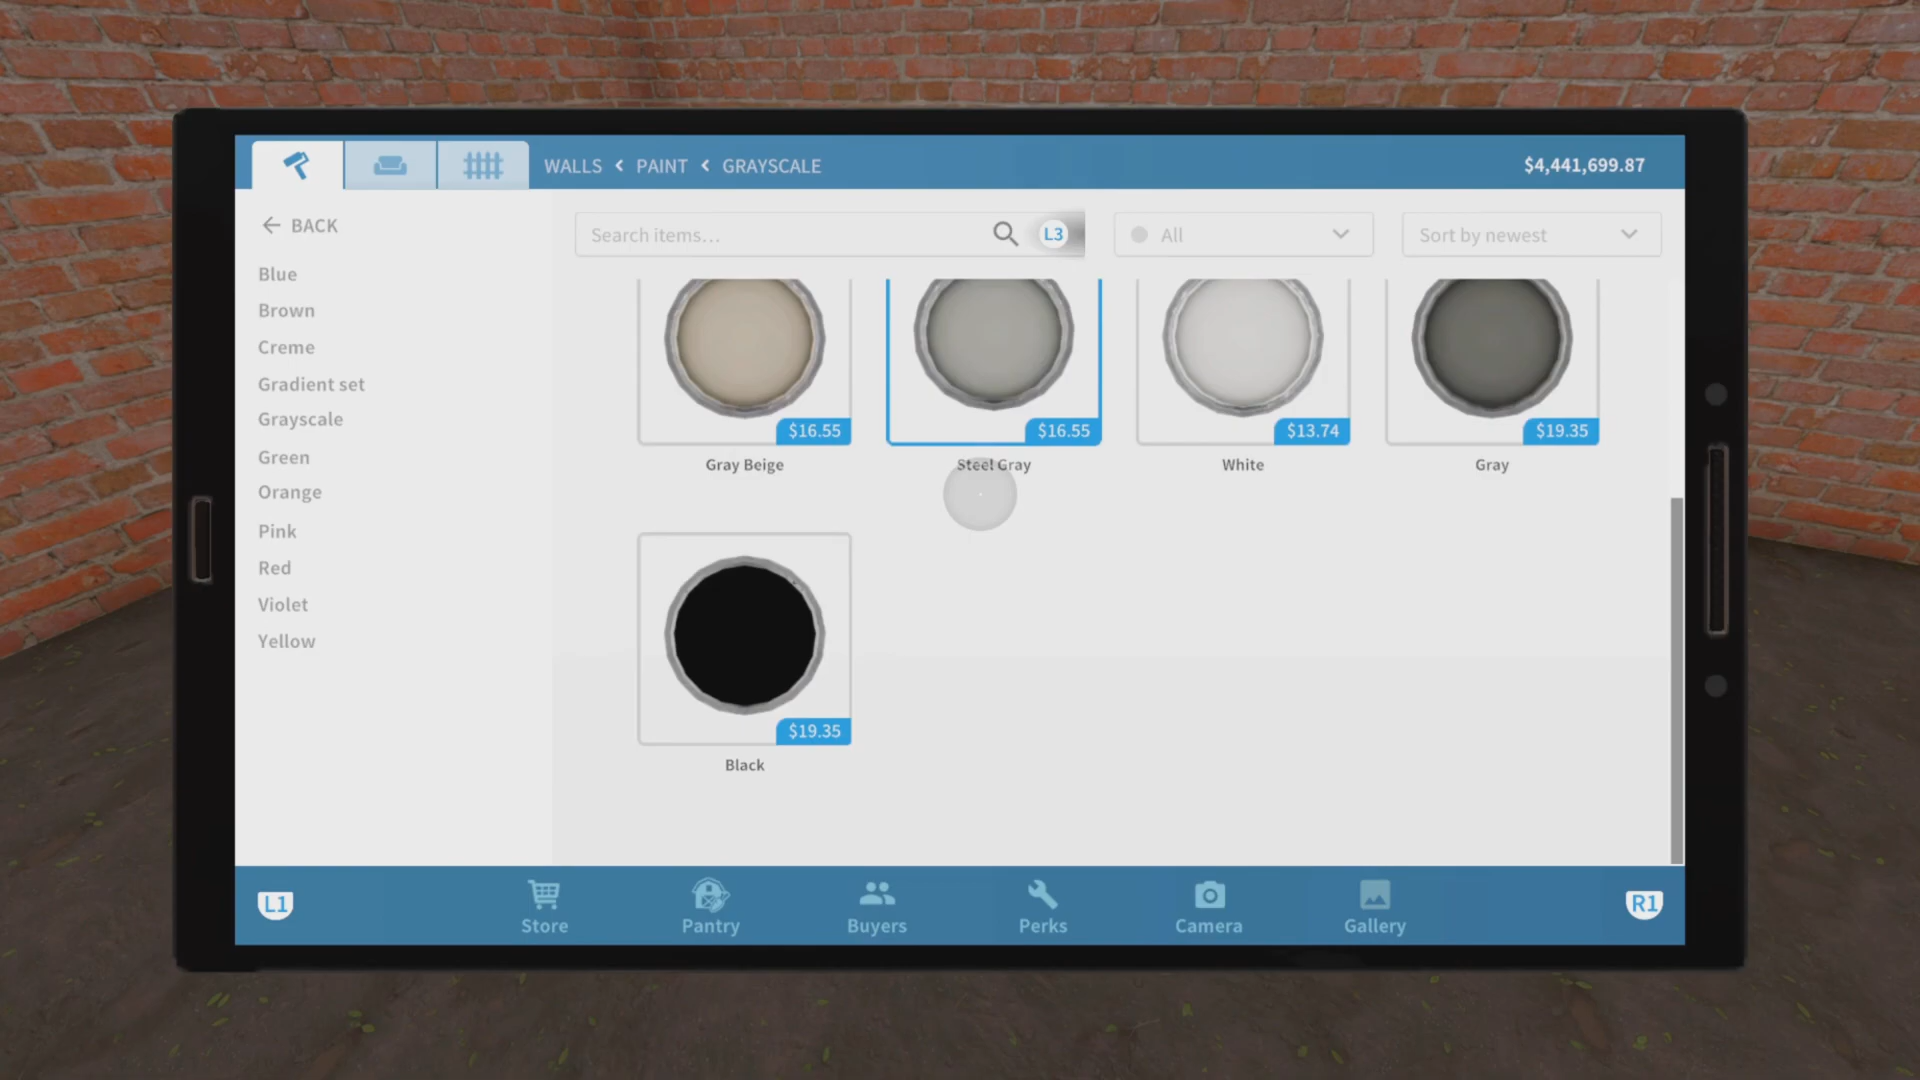 WALLS < PAINT < GRAYSCALE
$4,441,699.87
BACK
Search items...
L3
All
Sort by newest
Blue
Brown
Creme
Gradient set
Grayscale
Green
Orange
Pink
Red
Violet
Yellow
$16.55
$16.55
$13.74
$19.35
Gray Beige
Steel Gray
White
Gray
$19.35
Black
L1
Store
Pantry
Buyers
Perks
Camera
Gallery
R1